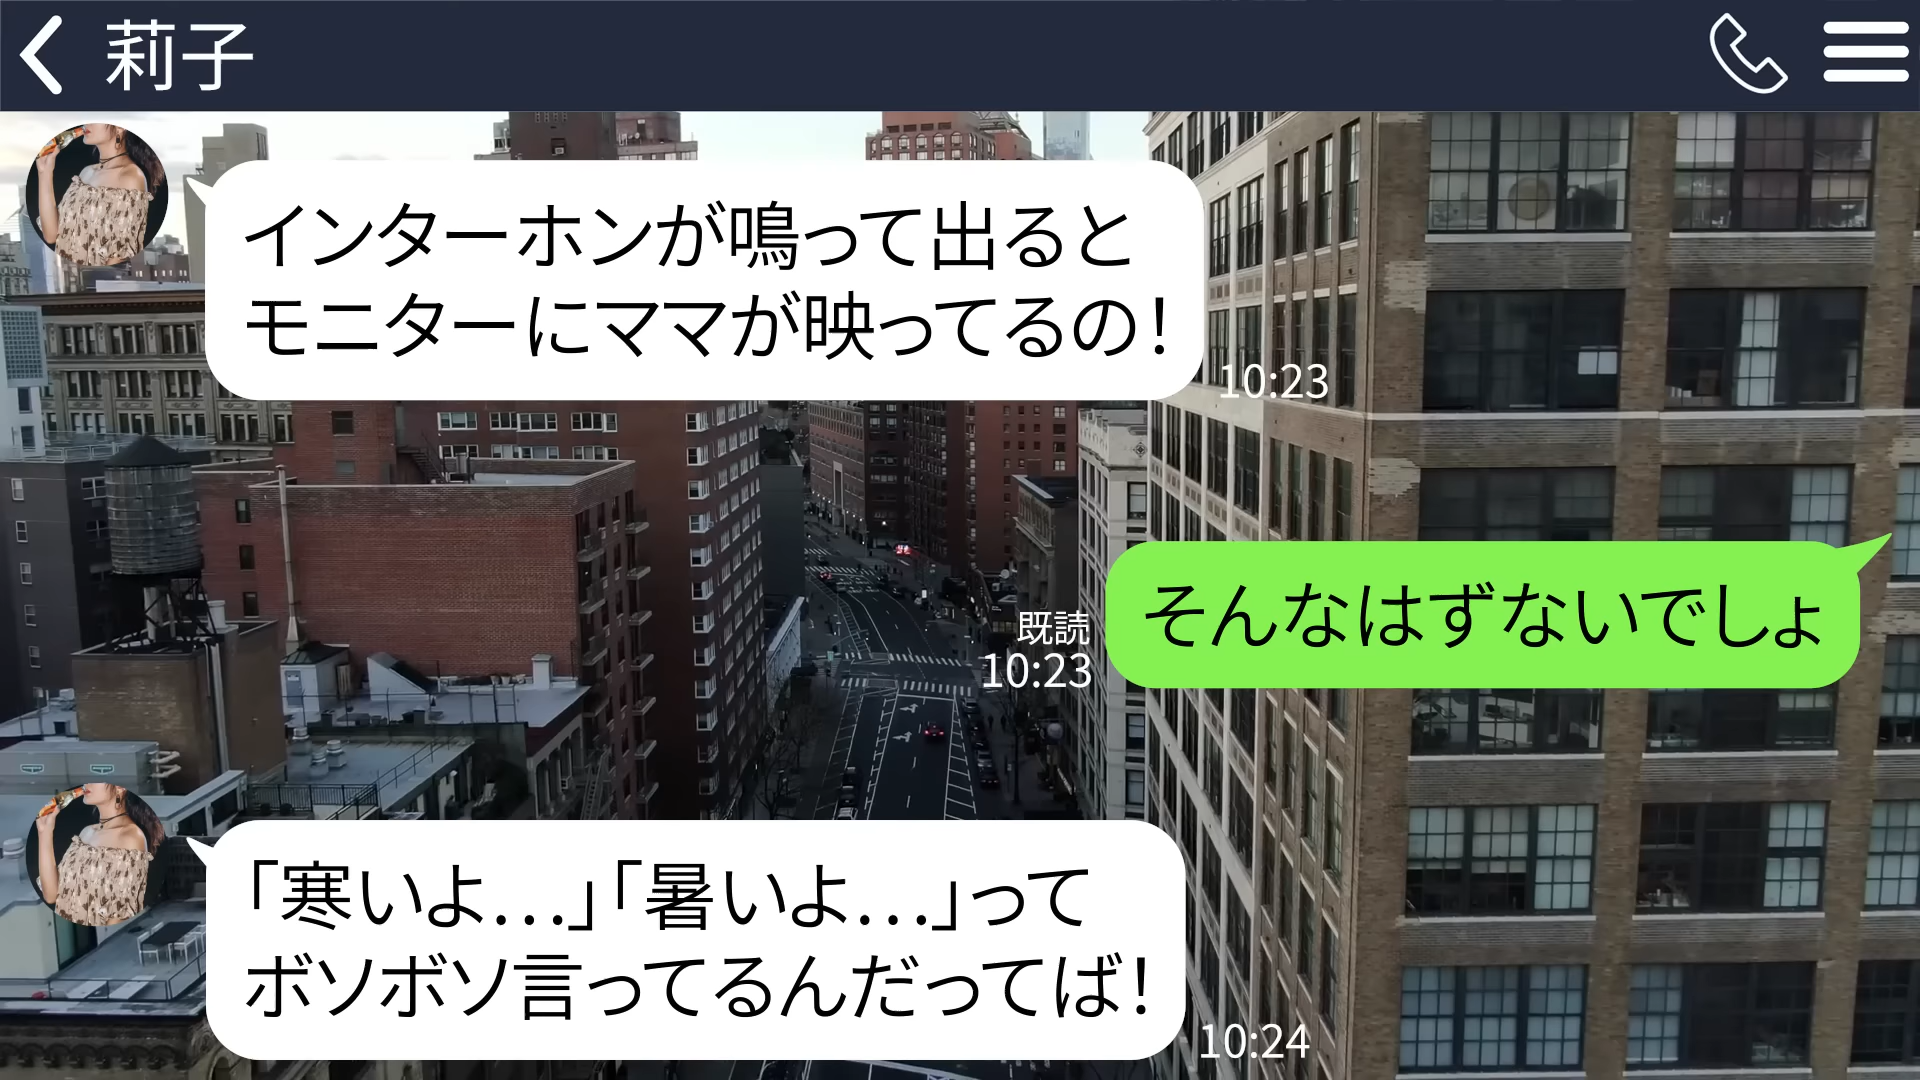 莉子
インターホンが鳴って出ると
モニターにママが映ってるの!
10:23
そんなはずないでしょ
既読
10:23
「寒いよ…」「暑いよ…」って
ボソボソ言ってるんだってば!
10:24